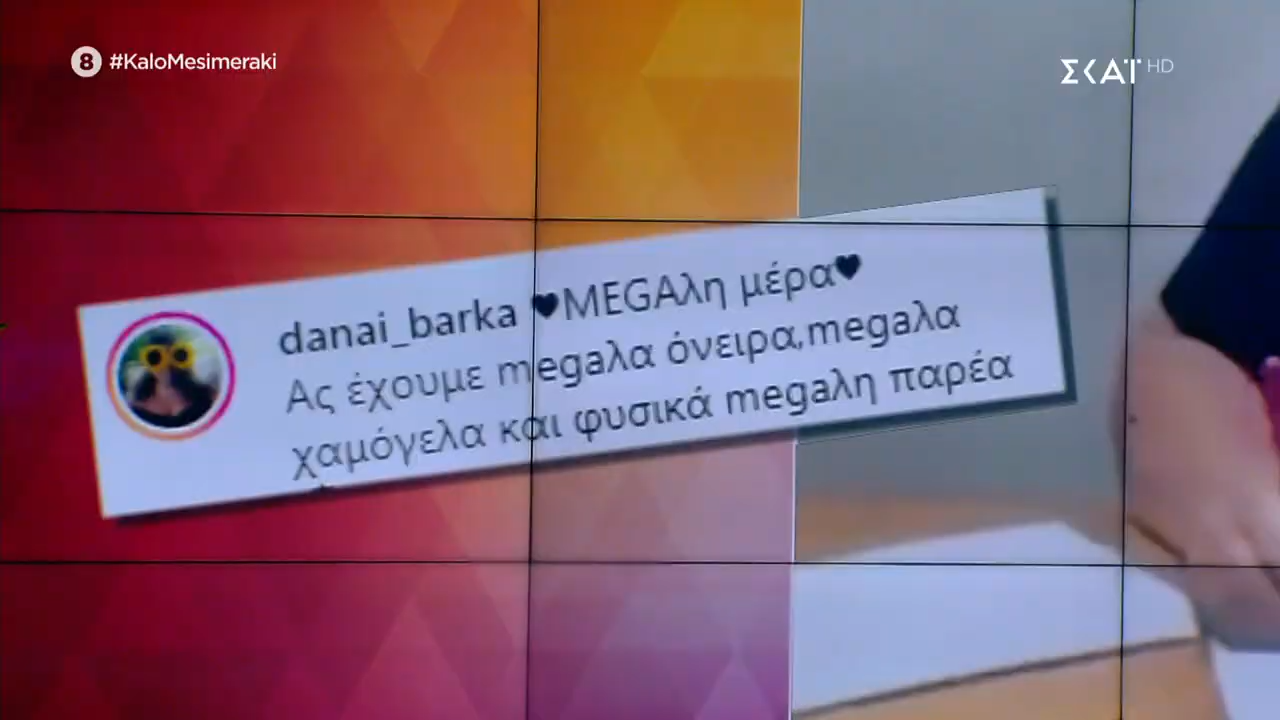 8 #KaloMesimeraki
ΣΚΑΪ HD
danai_barka 🖤MEGAλη μέρα🖤
Ας έχουμε megaλα όνειρα,megaλα
χαμόγελα και φυσικά megaλη παρέα